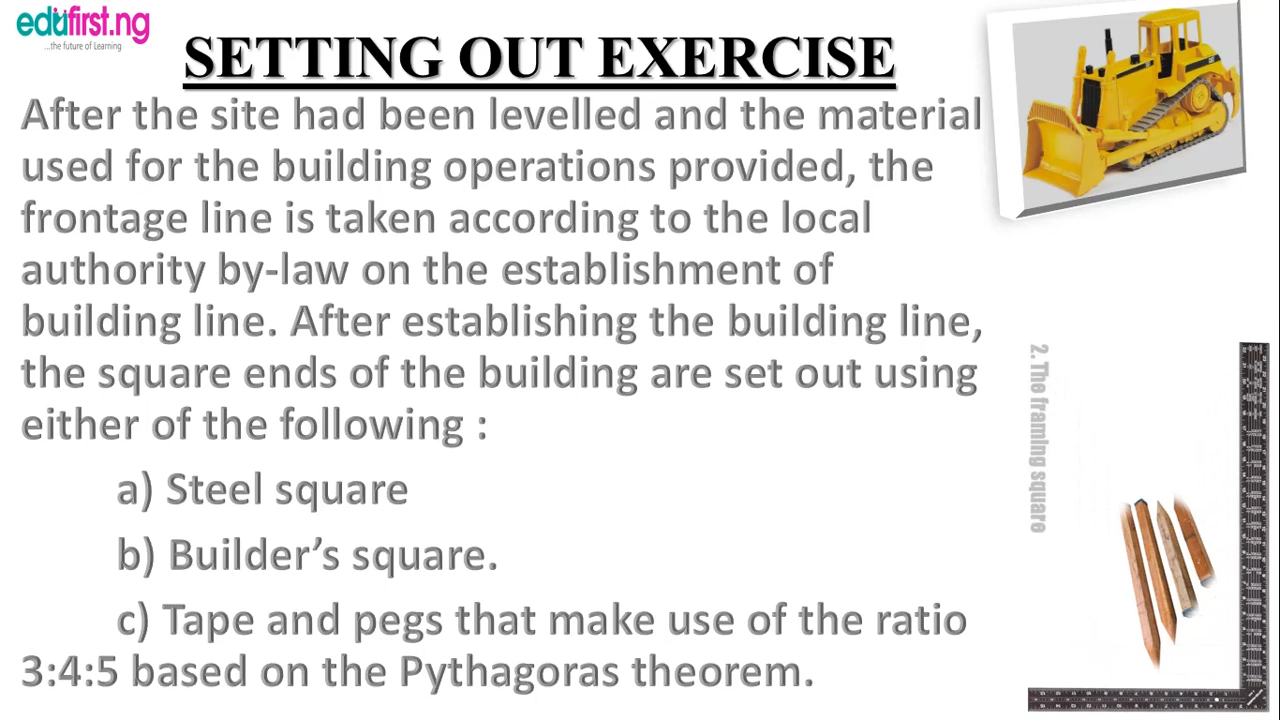 edufirst.ng
...the future of Learning
SETTING OUT EXERCISE
After the site had been levelled and the material
used for the building operations provided, the
frontage line is taken according to the local
authority by-law on the establishment of
building line. After establishing the building line,
the square ends of the building are set out using
either of the following :
a) Steel square
b) Builder’s square.
c) Tape and pegs that make use of the ratio
3:4:5 based on the Pythagoras theorem.
2. The framing square